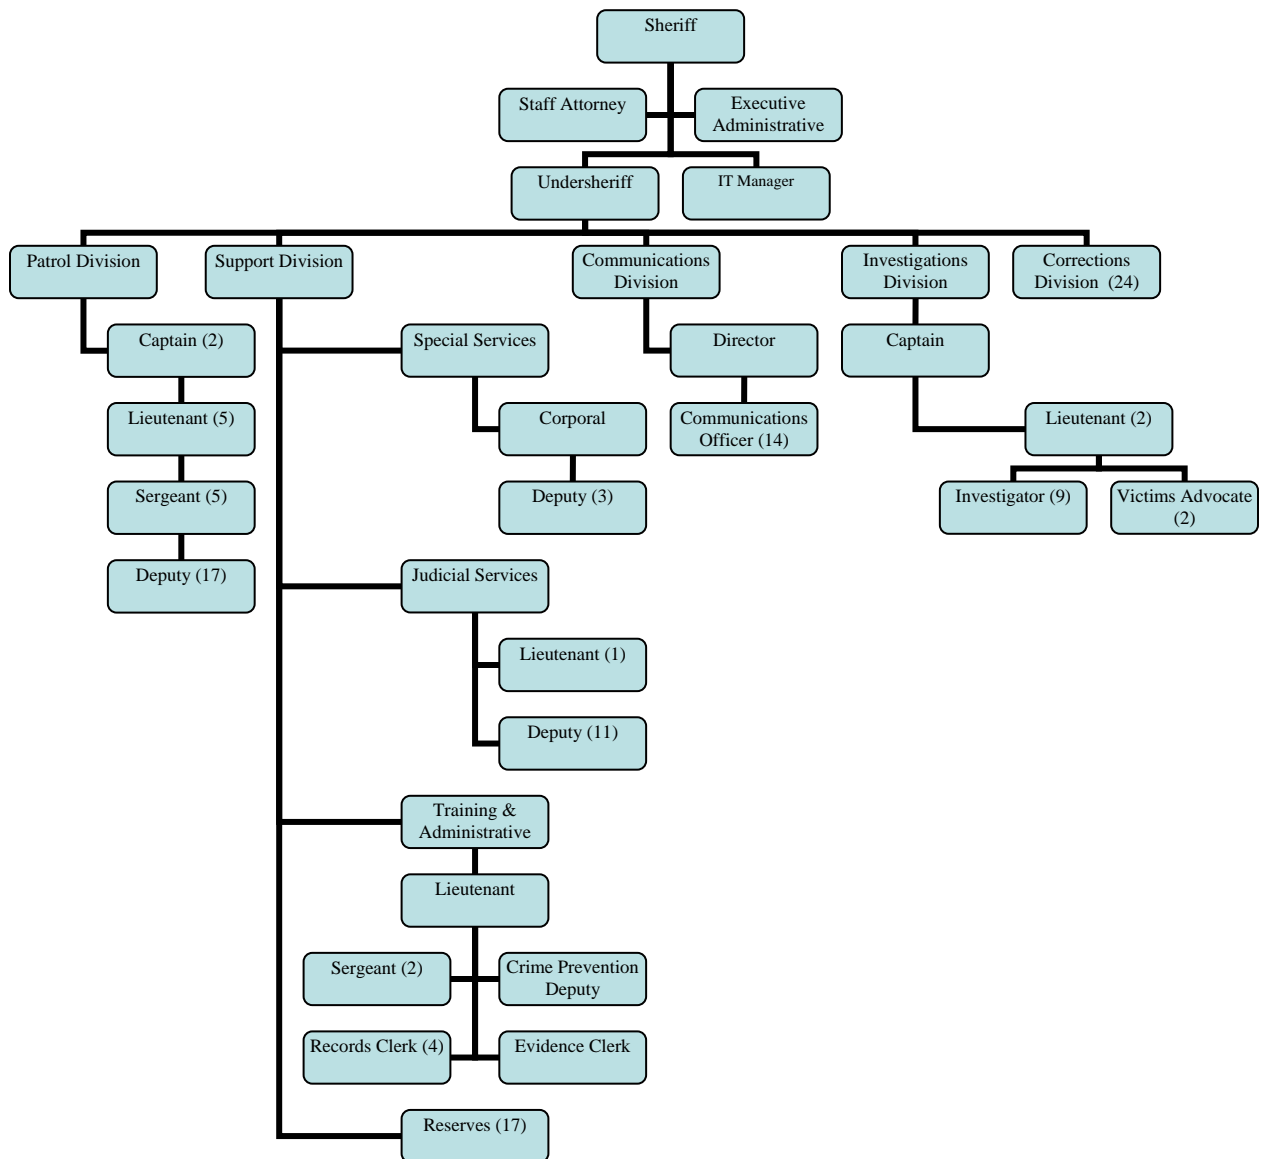 Sheriff
Staff Attorney
Executive
Administrative
Undersheriff
IT Manager
Patrol Division
Support Division
Communications
Division
Investigations
Division
Corrections
Division (24)
Captain (2)
Special Services
Director
Captain
Lieutenant (5)
Corporal
Communications
Officer (14)
Lieutenant (2)
Sergeant (5)
Deputy (3)
Investigator (9)
Victims Advocate
(2)
Deputy (17)
Judicial Services
Lieutenant (1)
Deputy (11)
Training &
Administrative
Lieutenant
Sergeant (2)
Crime Prevention
Deputy
Records Clerk (4)
Evidence Clerk
Reserves (17)